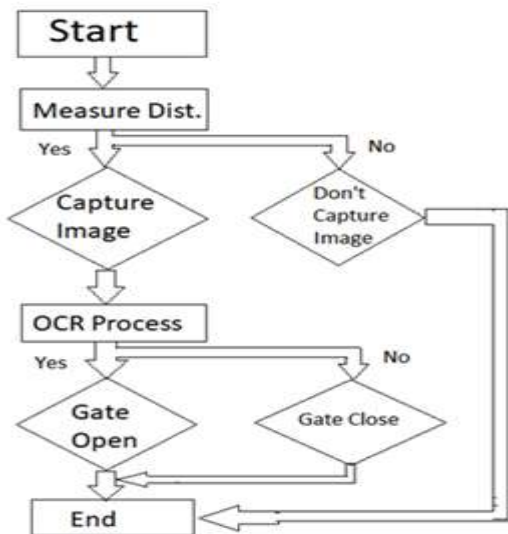 Start
Measure Dist.
Yes
No
Capture
Image
Don't
Capture
Image
OCR Process
Yes
No
Gate
Open
Gate Close
End